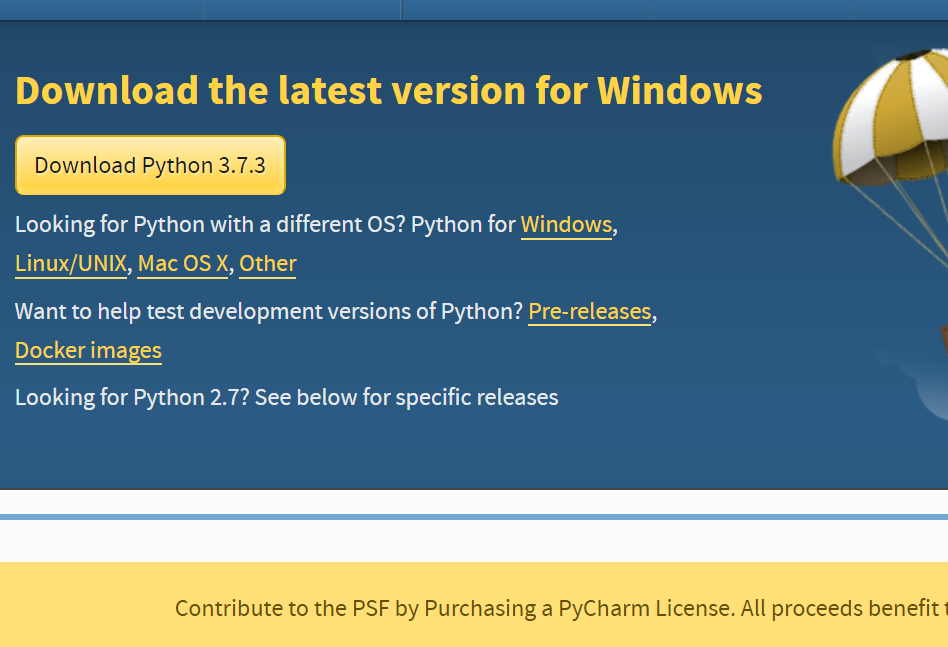 Download the latest version for Windows
Download Python 3.7.3
Looking for Python with a different OS? Python for Windows,
Linux/UNIX, Mac OS X, Other
Want to help test development versions of Python? Pre-releases,
Docker images
Looking for Python 2.7? See below for specific releases
Contribute to the PSF by Purchasing a PyCharm License. All proceeds benefit